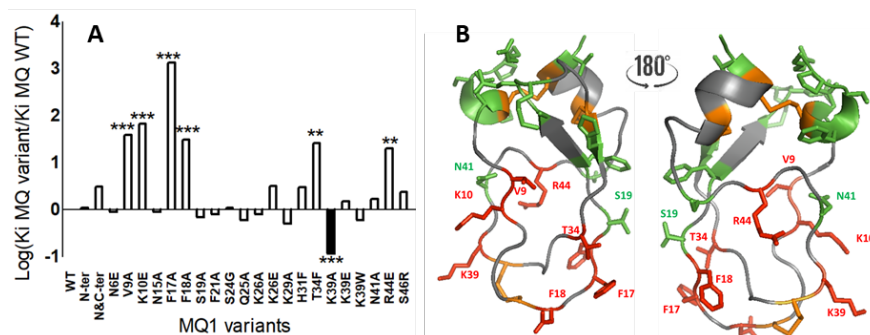 A
Log(Ki MQ variant/Ki MQ WT)
4
3
2
1
0
-1
***
***
***
***
**
***
**
WT
N-ter
N&C-ter
N6E
V9A
K10E
N15A
F17A
F18A
S19A
F21A
S24G
Q25A
K26A
K26E
K29A
H31F
T34F
K39A
K39E
K39W
N41A
R44E
S46R
MQ1 variants
B
180°
N41
K10
V9
R44
S19
T34
K39
F18
F17
V9
N41
R44
S19
K10
T34
F18
F17
K39